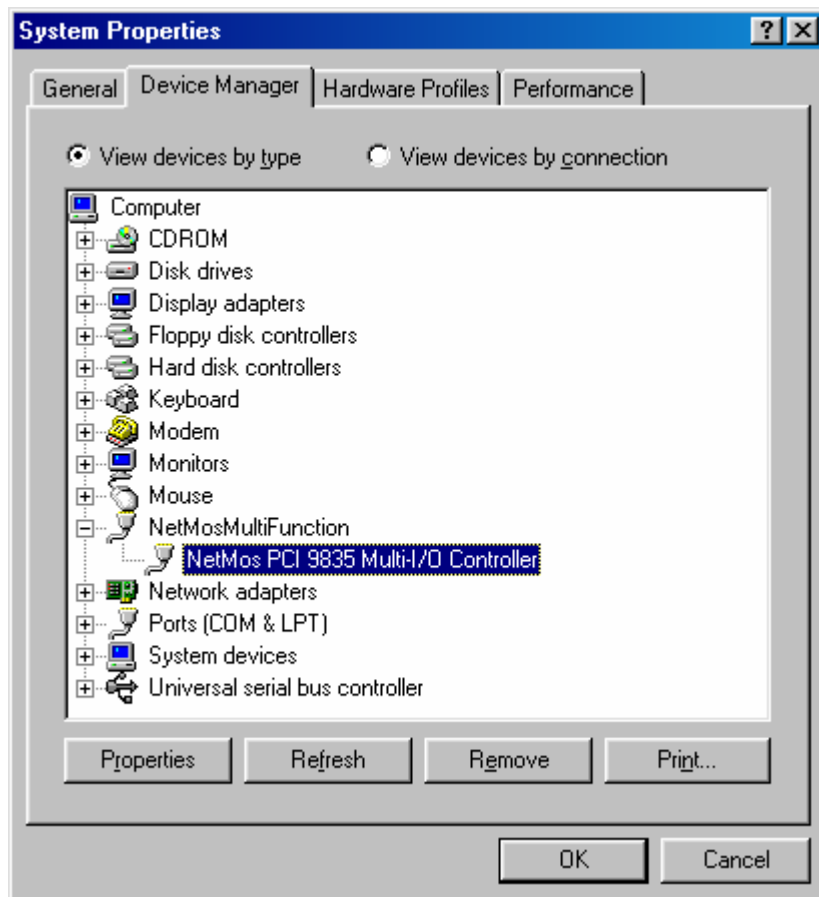 System Properties
General Device Manager Hardware Profiles Performance
View devices by type View devices by connection
Computer
CDROM
Disk drives
Display adapters
Floppy disk controllers
Hard disk controllers
Keyboard
Modem
Monitors
Mouse
NetMosMultiFunction
NetMos PCI 9835 Multi-I/O Controller
Network adapters
Ports (COM & LPT)
System devices
Universal serial bus controller
Properties Refresh Remove Print...
OK Cancel